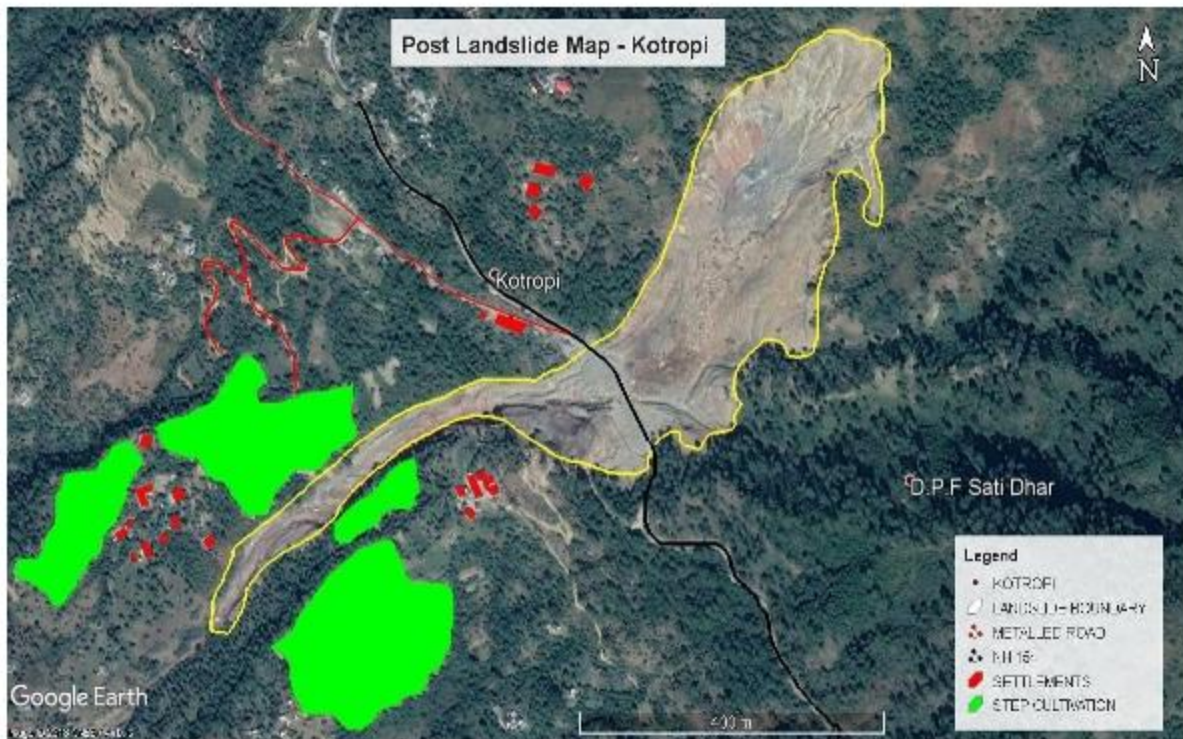 Post Landslide Map - Kotropi
N
Kotropi
D.P.F Sati Dhar
Legend
KOTROPI
LANDSLIDE BOUNDARY
METALLED ROAD
SETTLEMENTS
STEP CULTIVATION
Google Earth
400 m